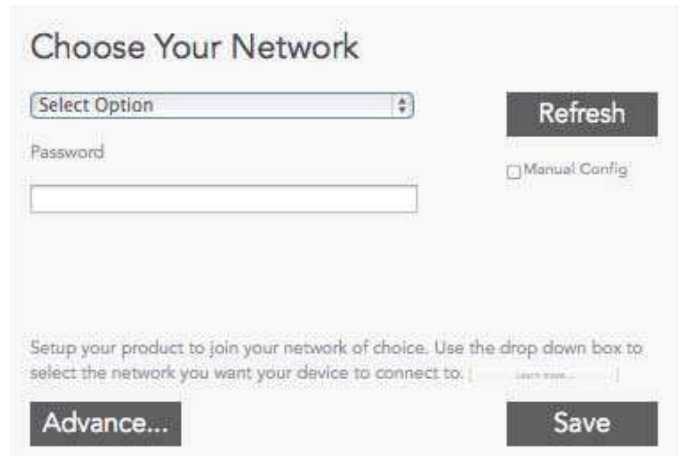 Choose Your Network
Select Option
Refresh
Password
Manual Config
Setup your product to join your network of choice. Use the drop down box to
select the network you want your device to connect to.
Advance...
Save